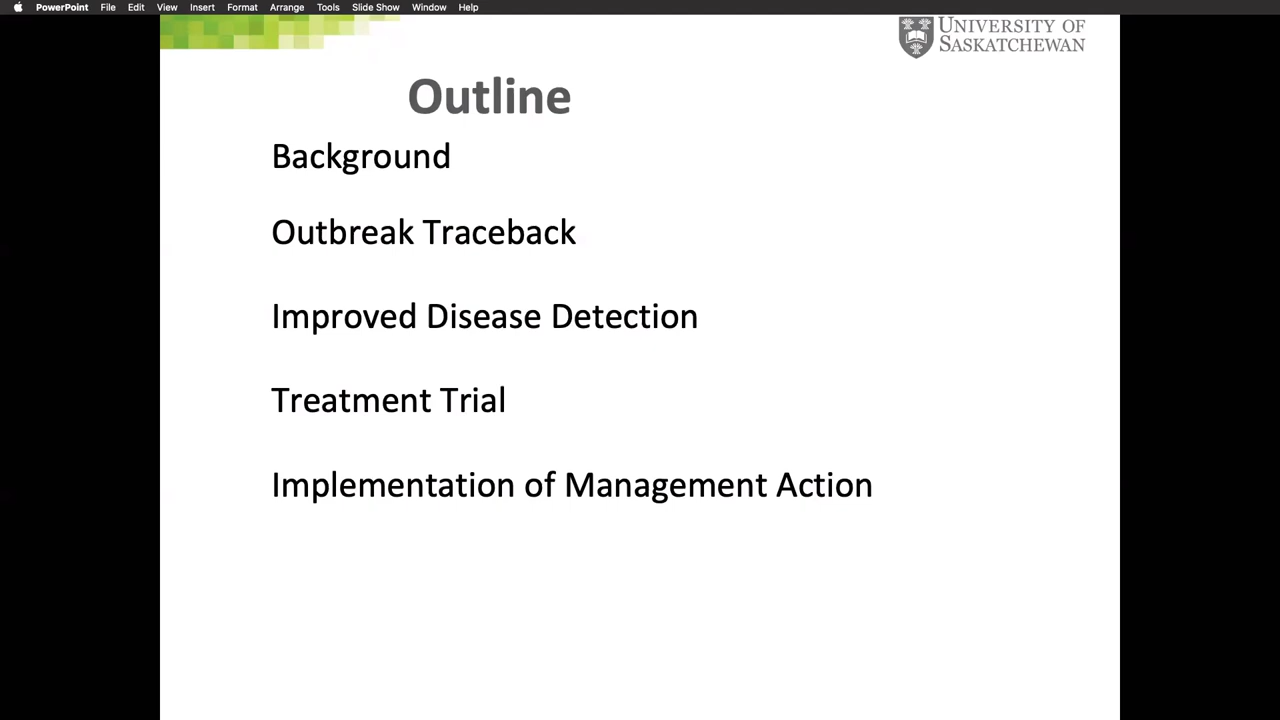 PowerPoint File Edit View Insert Format Arrange Tools Slide Show Window Help
UNIVERSITY OF
SASKATCHEWAN
Outline
Background
Outbreak Traceback
Improved Disease Detection
Treatment Trial
Implementation of Management Action